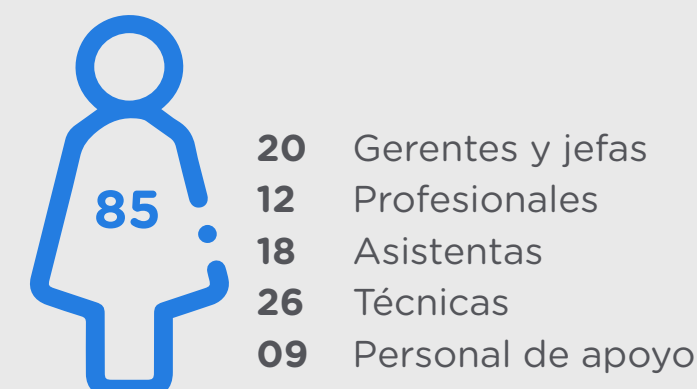 85
20 Gerentes y jefas
12 Profesionales
18 Asistentas
26 Técnicas
09 Personal de apoyo